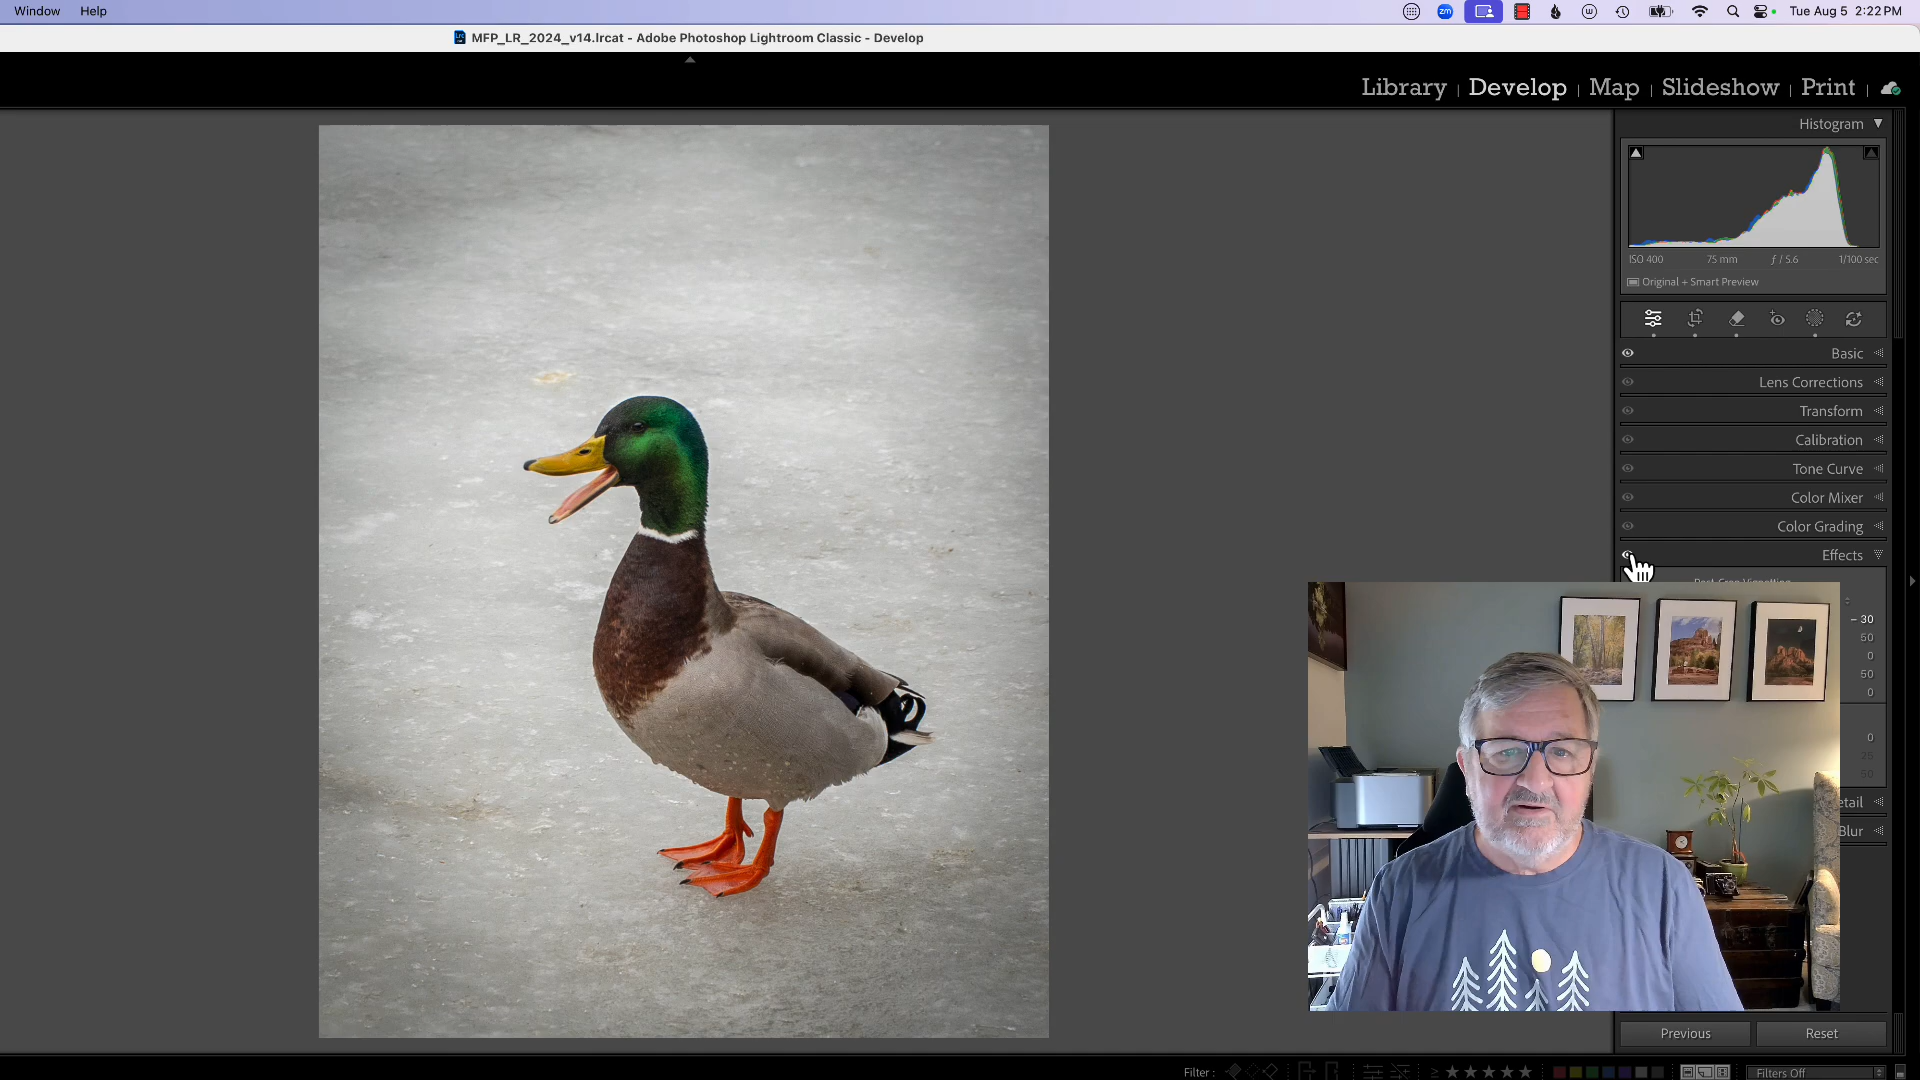 Window Help
Tue Aug 5 2:22 PM
MFP_LR_2024_v14.lrcat - Adobe Photoshop Lightroom Classic - Develop
Library | Develop | Map | Slideshow | Print |
Histogram
ISO 400 75 mm ƒ / 5.6 1/100 sec
Original + Smart Preview
Basic
Lens Corrections
Transform
Calibration
Tone Curve
Color Mixer
Color Grading
Effects
- 30
50
0
50
0
0
25
50
etail
Blur
Previous Reset
Filter :
Filters Off